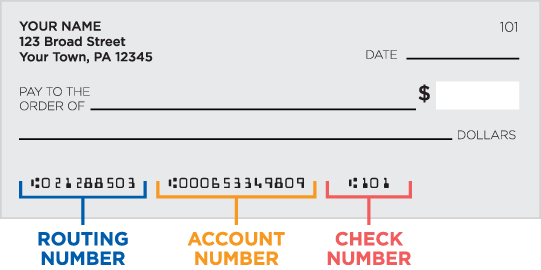 YOUR NAME
123 Broad Street
Your Town, PA 12345
101
DATE
PAY TO THE
ORDER OF
$
DOLLARS
⑆021288503 ⑆000653349809 ⑆101
ROUTING NUMBER
ACCOUNT NUMBER
CHECK NUMBER